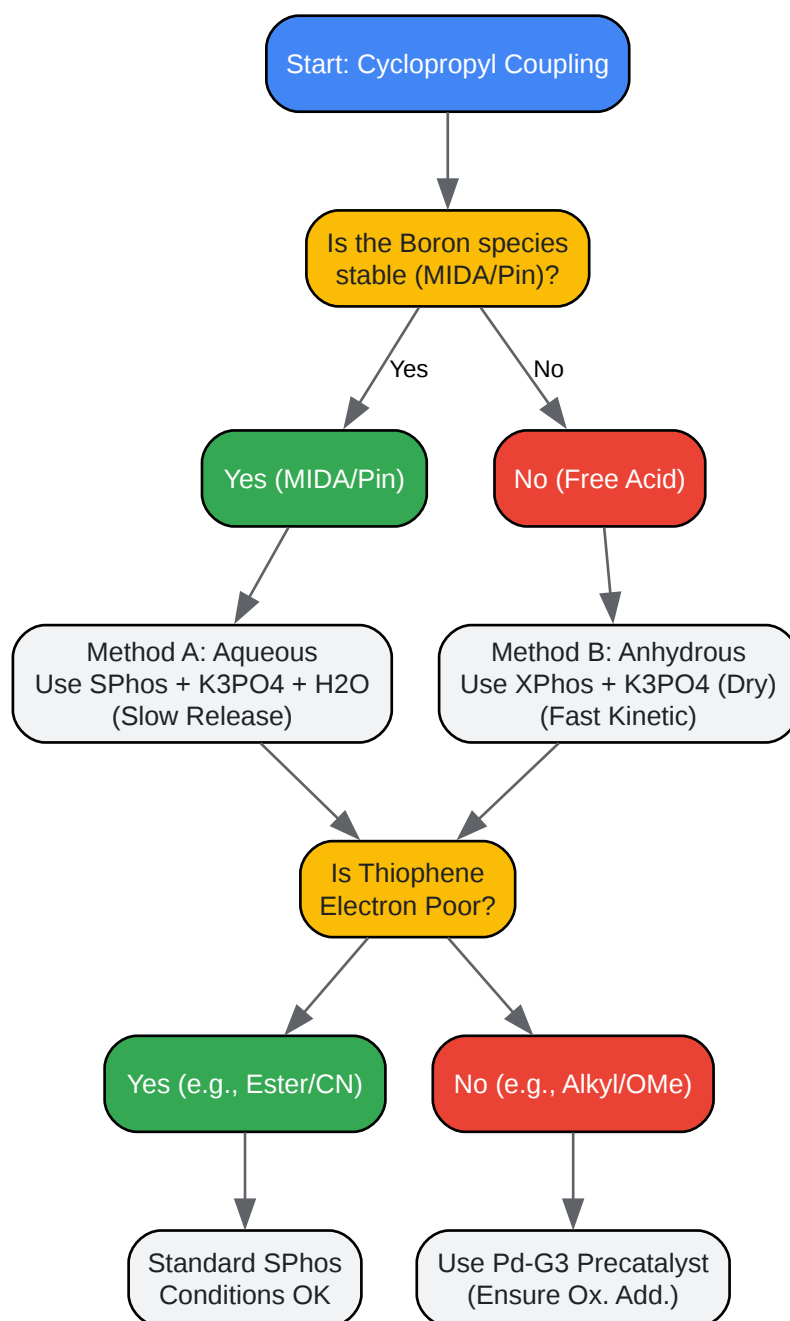 Start: Cyclopropyl Coupling
Is the Boron species
stable (MIDA/Pin)?
Yes
No
Yes (MIDA/Pin)
No (Free Acid)
Method A: Aqueous
Use SPhos + K3PO4 + H2O
(Slow Release)
Method B: Anhydrous
Use XPhos + K3PO4 (Dry)
(Fast Kinetic)
Is Thiophene
Electron Poor?
Yes (e.g., Ester/CN)
No (e.g., Alkyl/OMe)
Standard SPhos
Conditions OK
Use Pd-G3 Precatalyst
(Ensure Ox. Add.)